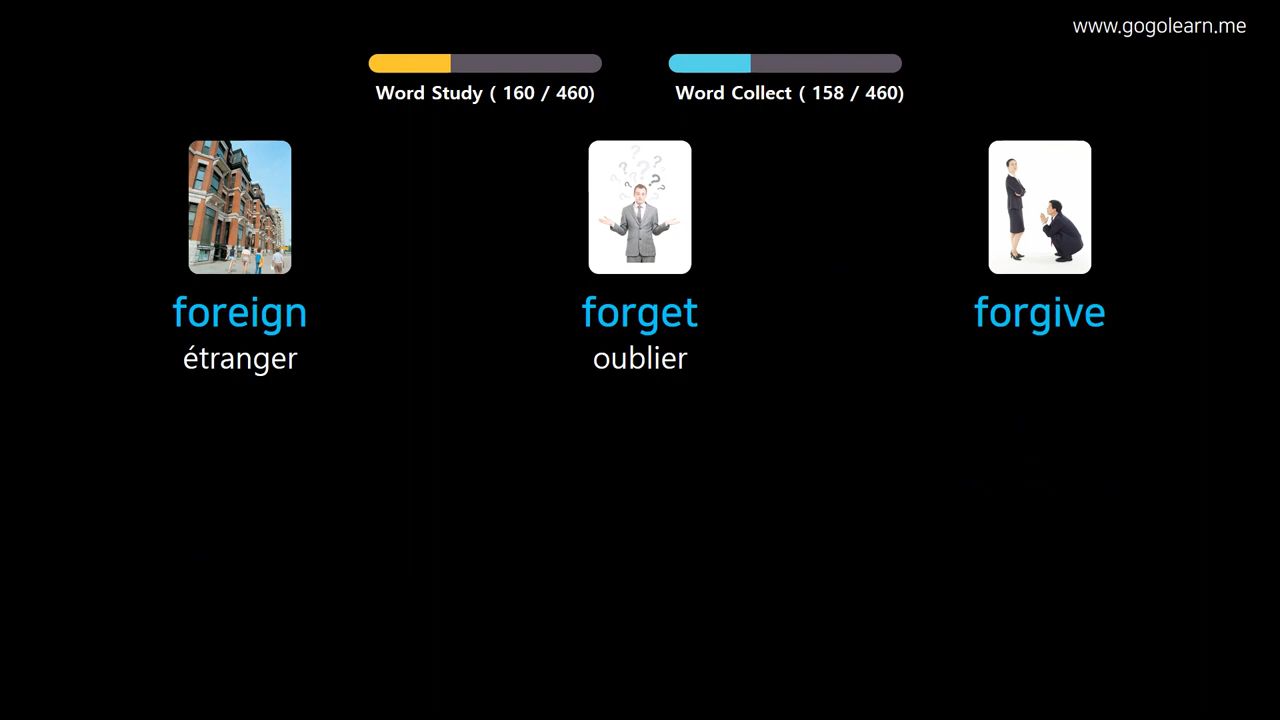 www.gogolearn.me
Word Study ( 160 / 460)
Word Collect ( 158 / 460)
foreign
forget
forgive
étranger
oublier